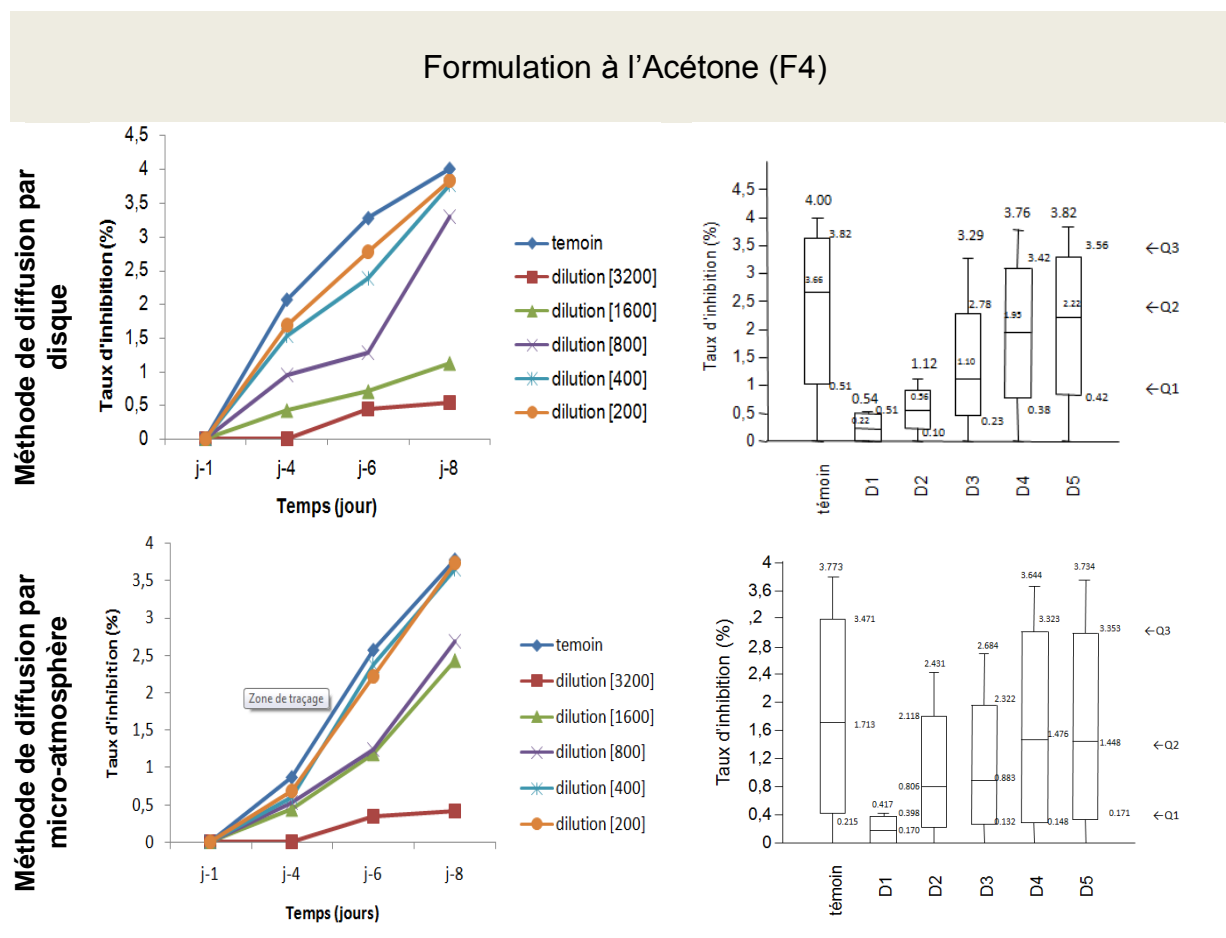 Formulation à l'Acétone (F4)
Méthode de diffusion par
disque
Taux d'inhibition (%)
4,5
4
3,5
3
2,5
2
1,5
1
0,5
0
j-1 j-4 j-6 j-8
Temps (jour)
temoin
dilution [3200]
dilution [1600]
dilution [800]
dilution [400]
dilution [200]
Taux d'inhibition (%)
4,5
4
3,5
3
2,5
2
1,5
1
0,5
0
4.00
3.82
3.66
0.51
0.54
0.51
0.22
1.12
0.56
0.10
3.29
2.78
1.10
0.23
3.76
3.42
1.95
0.38
3.82
3.56
2.22
0.42
←Q3
←Q2
←Q1
témoin D1 D2 D3 D4 D5
Méthode de diffusion par
micro-atmosphère
Taux d'inhibition (%)
4
3,5
3
2,5
2
1,5
1
0,5
0
Zone de traçage
j-1 j-4 j-6 j-8
Temps (jours)
temoin
dilution [3200]
dilution [1600]
dilution [800]
dilution [400]
dilution [200]
Taux d'inhibition (%)
4
3,6
,2
2,8
2,4
2
1,6
1,2
0,8
0,4
0
3.773
3.471
1.713
0.215
0.417
0.398
0.170
2.431
2.118
0.806
2.684
2.322
0.883
0.132
3.644
3.323
1.476
0.148
3.734
3.353
1.448
0.171
←Q3
←Q2
←Q1
témoin D1 D2 D3 D4 D5